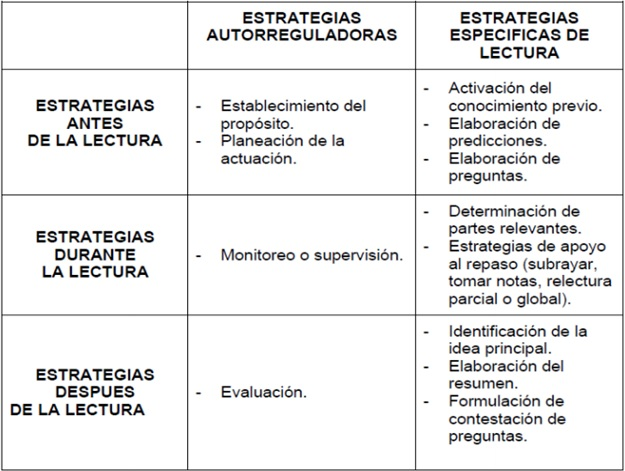 ESTRATEGIAS
AUTORREGULADORAS
ESTRATEGIAS
ESPECIFICAS DE
LECTURA
ESTRATEGIAS
ANTES
DE LA LECTURA
- Establecimiento del
propósito.
- Planeación de la
actuación.
- Activación del
conocimiento previo.
- Elaboración de
predicciones.
- Elaboración de
preguntas.
ESTRATEGIAS
DURANTE
LA LECTURA
- Monitoreo o supervisión.
- Determinación de
partes relevantes.
- Estrategias de apoyo
al repaso (subrayar,
tomar notas, relectura
parcial o global).
ESTRATEGIAS
DESPUES
DE LA LECTURA
- Evaluación.
- Identificación de la
idea principal.
- Elaboración del
resumen.
- Formulación de
contestación de
preguntas.